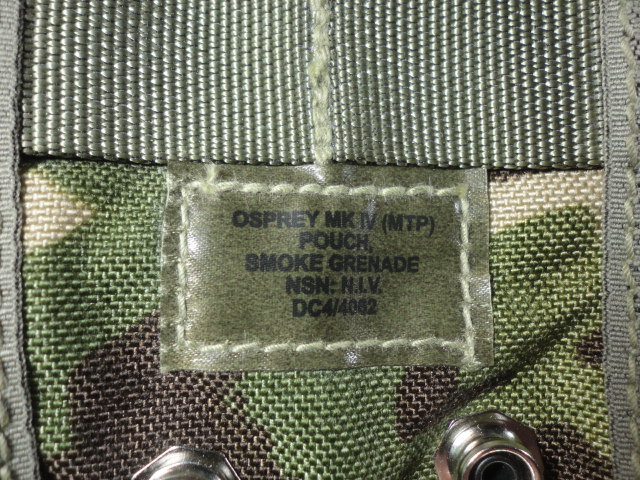 OSPREY MK IV (MTP)
POUCH,
SMOKE GRENADE
NSN: N.I.V.
DC4/4062